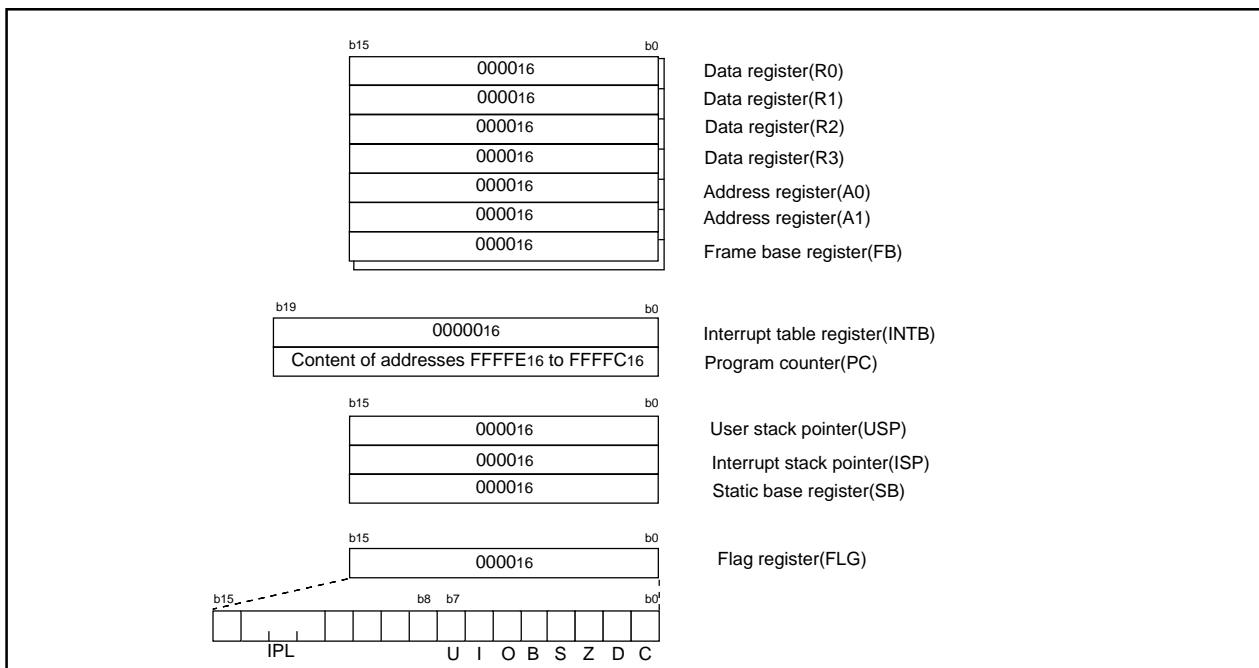 b15 b0
000016 Data register(R0)
000016 Data register(R1)
000016 Data register(R2)
000016 Data register(R3)
000016 Address register(A0)
000016 Address register(A1)
000016 Frame base register(FB)
b19 b0
0000016 Interrupt table register(INTB)
Content of addresses FFFFE16 to FFFFC16 Program counter(PC)
b15 b0
000016 User stack pointer(USP)
000016 Interrupt stack pointer(ISP)
000016 Static base register(SB)
b15 b0
000016 Flag register(FLG)
b15 b8 b7 b0
IPL U I O B S Z D C